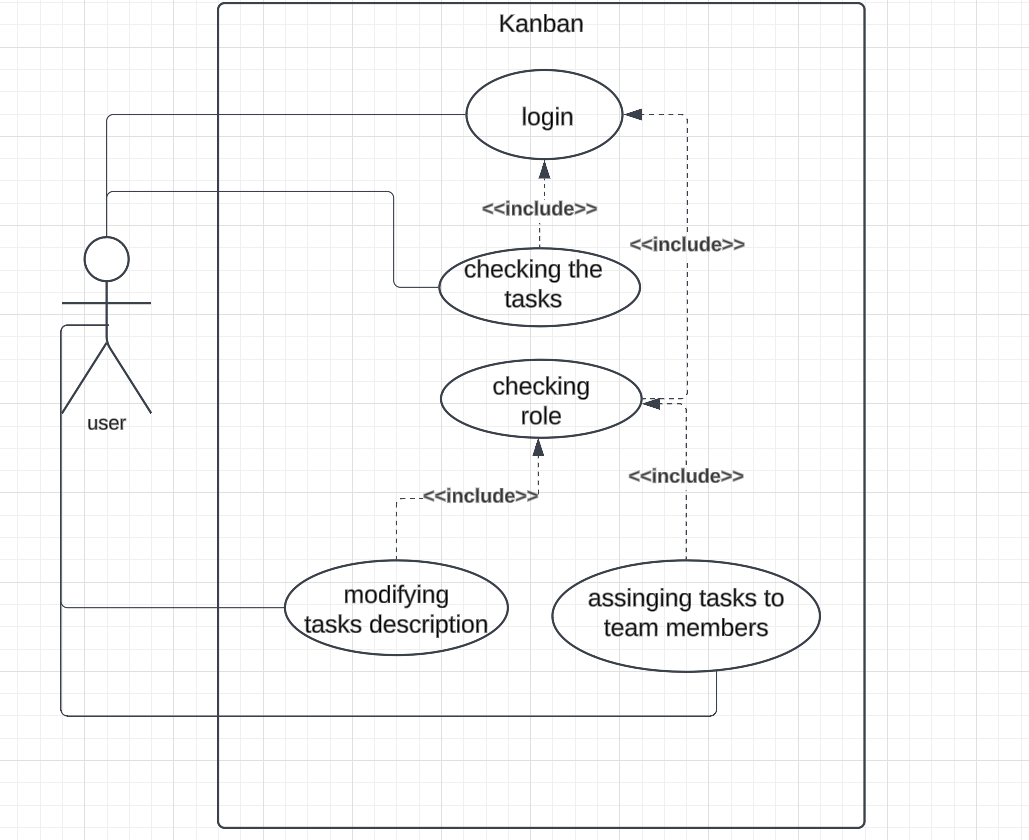 Kanban
login
<<include>>
<<include>>
checking the
tasks
checking
role
user
<<include>>
<<include>>
modifying
tasks description
assinging tasks to
team members